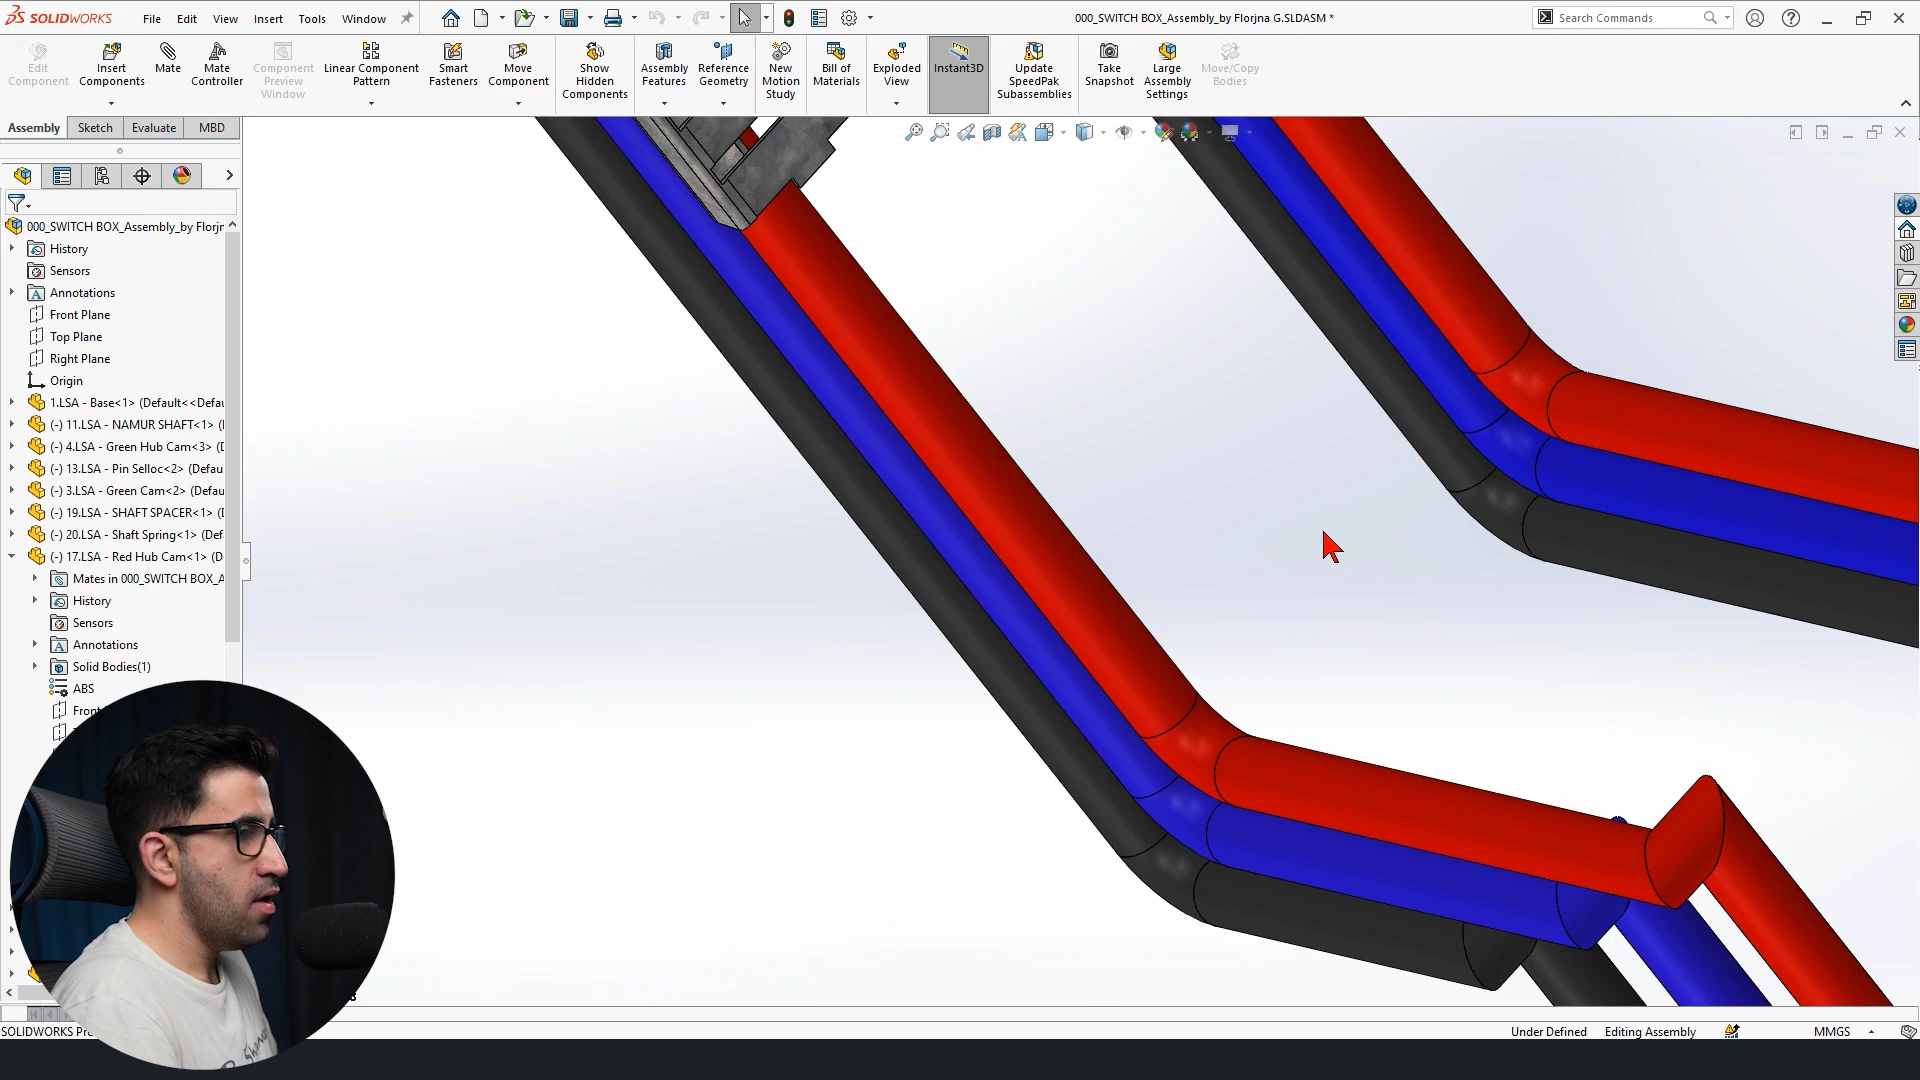 SOLIDWORKS File Edit View Insert Tools Window
000_SWITCH BOX_Assembly_by Florjna G.SLDASM *
Search Commands
Edit Component
Insert Components
Mate
Mate Controller
Component Preview Window
Linear Component Pattern
Smart Fasteners
Move Component
Show Hidden Components
Assembly Features
Reference Geometry
New Motion Study
Bill of Materials
Exploded View
Instant3D
Update SpeedPak Subassemblies
Take Snapshot
Large Assembly Settings
Move/Copy Bodies
Assembly Sketch Evaluate MBD
000_SWITCH BOX_Assembly_by Florjn
History
Sensors
Annotations
Front Plane
Top Plane
Right Plane
Origin
1.LSA - Base<1> (Default<<Defau
(-) 11.LSA - NAMUR SHAFT<1> (
(-) 4.LSA - Green Hub Cam<3> (D
(-) 13.LSA - Pin Selloc<2> (Defau
(-) 3.LSA - Green Cam<2> (Defau
(-) 19.LSA - SHAFT SPACER<1> (D
(-) 20.LSA - Shaft Spring<1> (Def
(-) 17.LSA - Red Hub Cam<1> (D
Mates in 000_SWITCH BOX_A
History
Sensors
Annotations
Solid Bodies(1)
ABS
Front
SOLIDWORKS Pr
Under Defined Editing Assembly MMGS